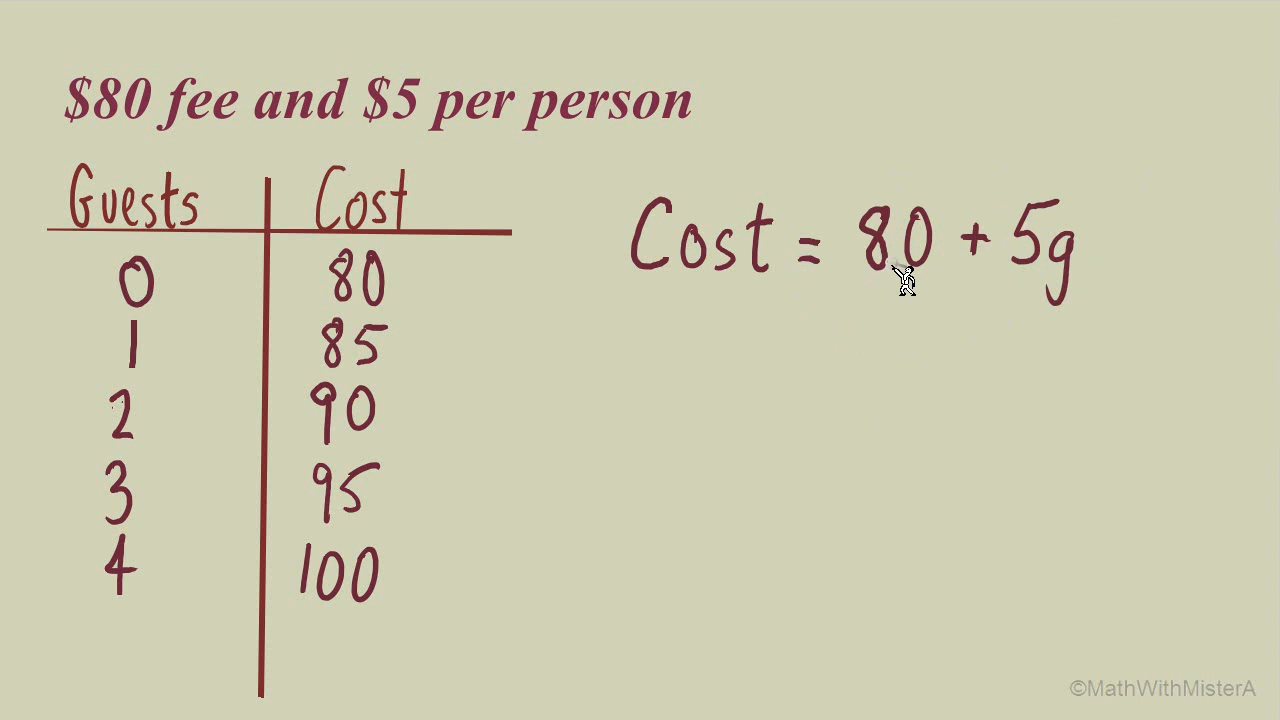 $80 fee and $5 per person
Guests Cost
0 80
1 85
2 90
3 95
4 100
Cost = 80 + 5g
©MathWithMisterA